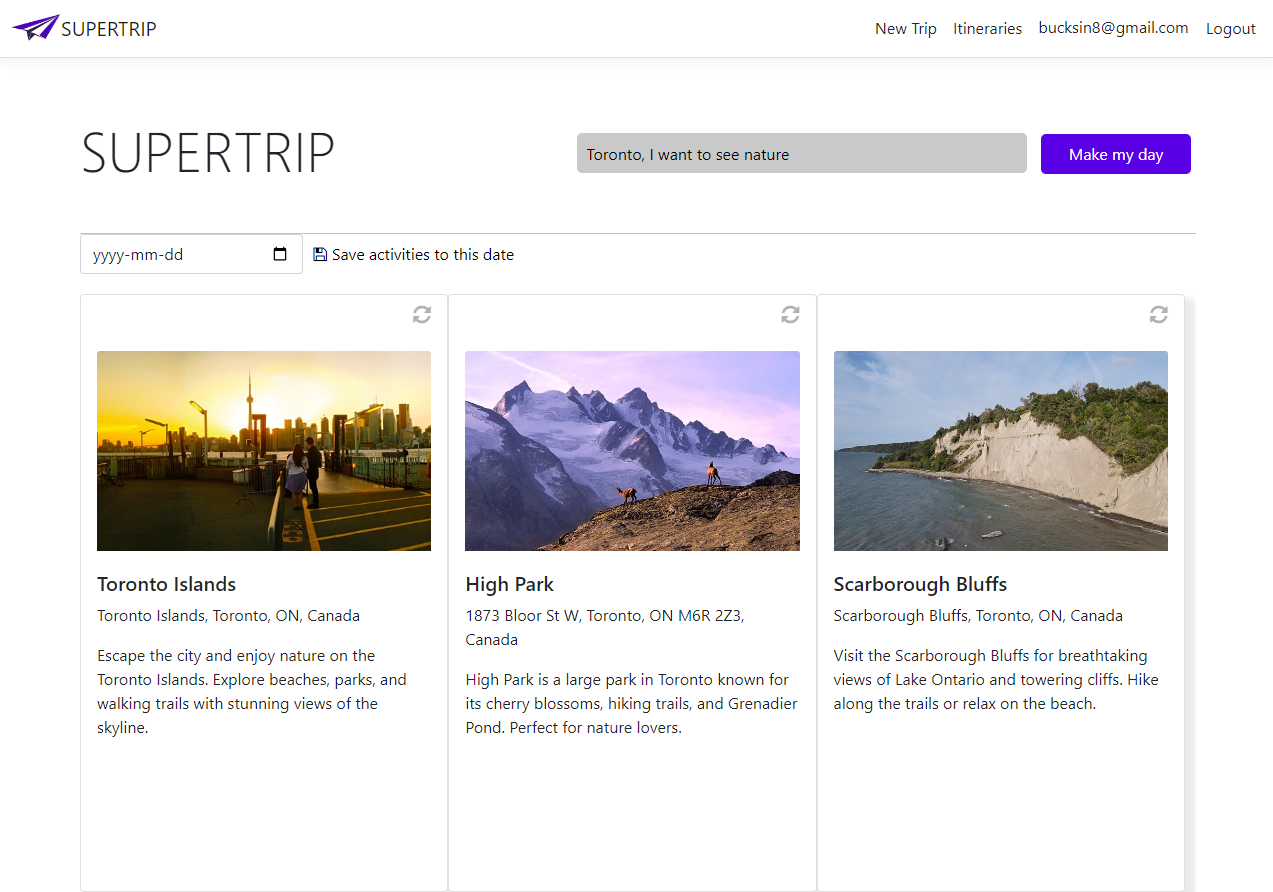 SUPERTRIP
New Trip
Itineraries
bucksin8@gmail.com
Logout
SUPERTRIP
Toronto, I want to see nature
Make my day
yyyy-mm-dd
Save activities to this date
Toronto Islands
Toronto Islands, Toronto, ON, Canada
Escape the city and enjoy nature on the
Toronto Islands. Explore beaches, parks, and
walking trails with stunning views of the
skyline.
High Park
1873 Bloor St W, Toronto, ON M6R 2Z3,
Canada
High Park is a large park in Toronto known for
its cherry blossoms, hiking trails, and Grenadier
Pond. Perfect for nature lovers.
Scarborough Bluffs
Scarborough Bluffs, Toronto, ON, Canada
Visit the Scarborough Bluffs for breathtaking
views of Lake Ontario and towering cliffs. Hike
along the trails or relax on the beach.